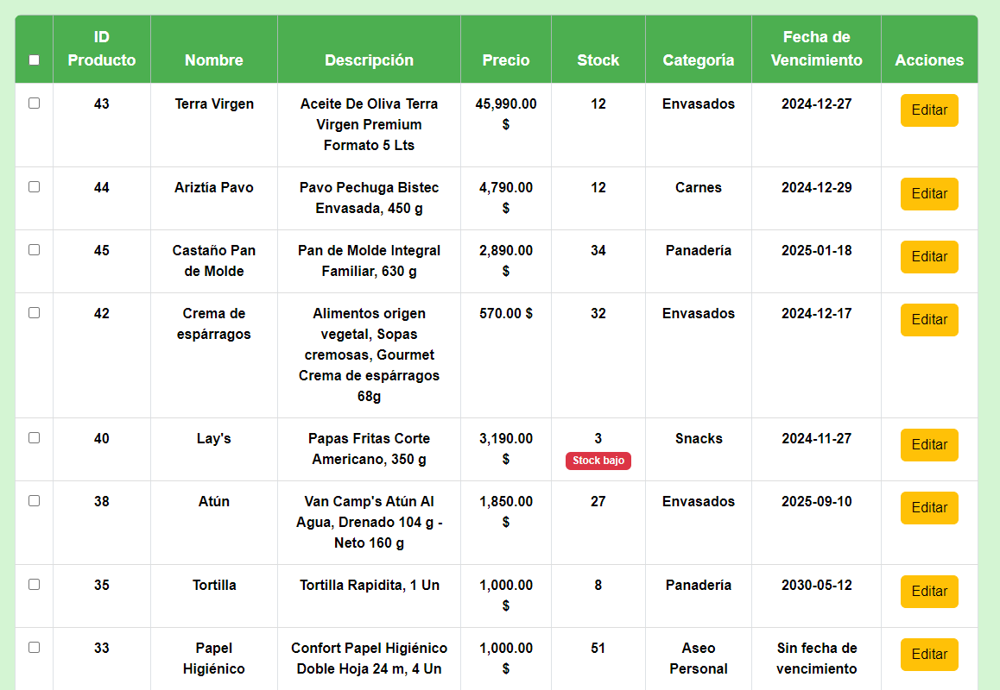 ID Producto Nombre Descripción Precio Stock Categoría Fecha de Vencimiento Acciones
43 Terra Virgen Aceite De Oliva Terra 45,990.00 12 Envasados 2024-12-27 Editar
Virgen Premium $
Formato 5 Lts
44 Ariztía Pavo Pavo Pechuga Bistec 4,790.00 12 Carnes 2024-12-29 Editar
Envasada, 450 g $
45 Castaño Pan Pan de Molde Integral 2,890.00 34 Panadería 2025-01-18 Editar
de Molde Familiar, 630 g $
42 Crema de Alimentos origen 570.00 $ 32 Envasados 2024-12-17 Editar
espárragos vegetal, Sopas
cremosas, Gourmet
Crema de espárragos
68g
40 Lay's Papas Fritas Corte 3,190.00 3 Snacks 2024-11-27 Editar
Americano, 350 g $ Stock bajo
38 Atún Van Camp's Atún Al 1,850.00 27 Envasados 2025-09-10 Editar
Agua, Drenado 104 g - $
Neto 160 g
35 Tortilla Tortilla Rapidita, 1 Un 1,000.00 8 Panadería 2030-05-12 Editar
$
33 Papel Confort Papel Higiénico 1,000.00 51 Aseo Sin fecha de Editar
Higiénico Doble Hoja 24 m, 4 Un $ Personal vencimiento